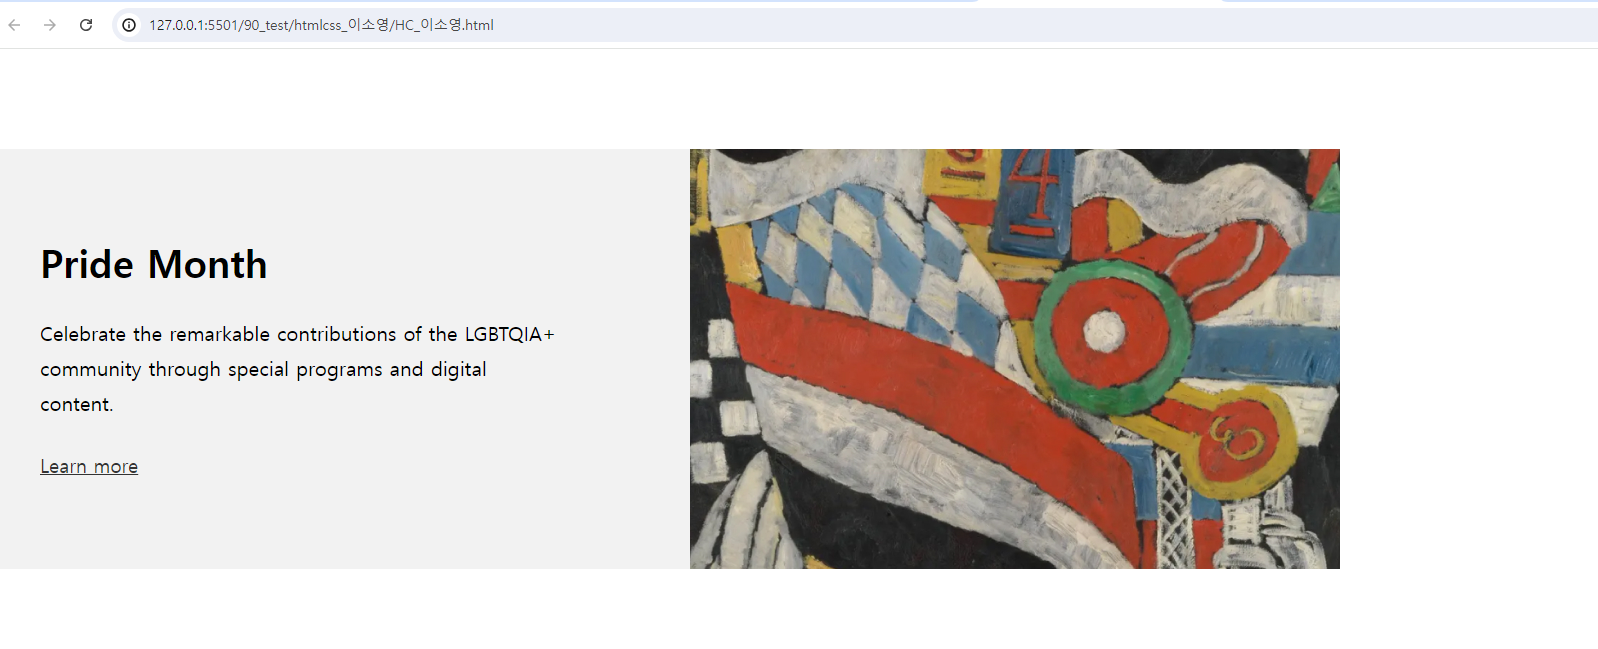 127.0.0.1:5501/90_test/htmlcss_이소영/HC_이소영.html
4
Pride Month
Celebrate the remarkable contributions of the LGBTQIA+
community through special programs and digital
content.
Learn more